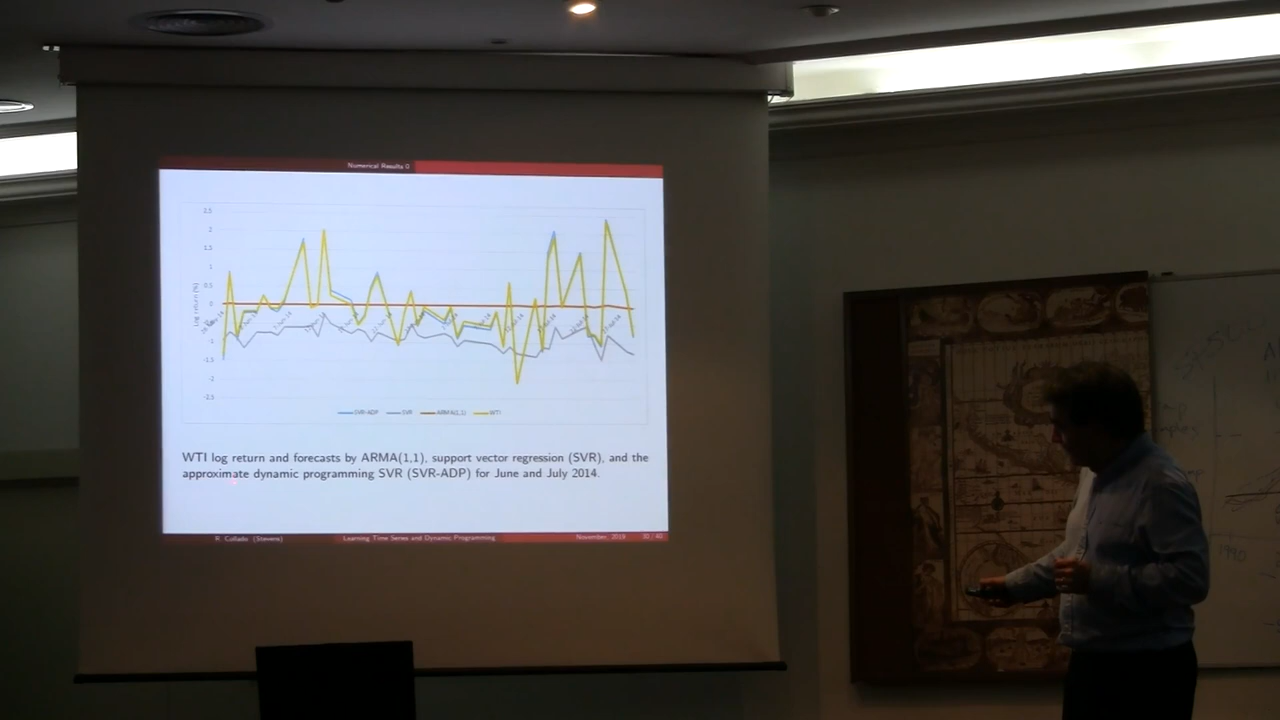 Numerical Results 0
2.5
2
1.5
1
0.5
0
-1
-1.5
-2
-2.5
Log return (%)
SVR-ADP SVR ARMA(1,1) WTI
WTI log return and forecasts by ARMA(1,1), support vector regression (SVR), and the
approximate dynamic programming SVR (SVR-ADP) for June and July 2014.
R. Collado (Stevens) Learning Time Series and Dynamic Programming November, 2019 30 / 40
1990